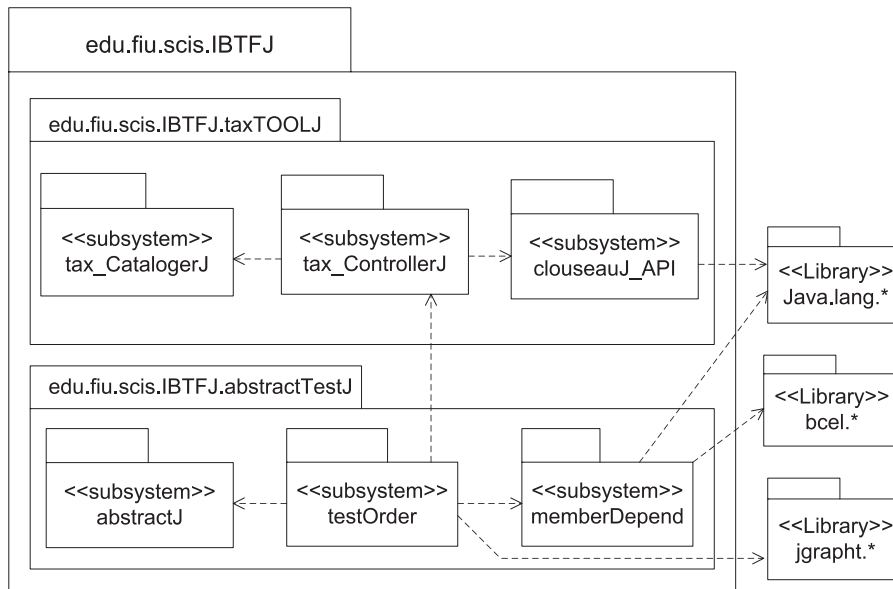 edu.fiu.scis.IBTFJ
edu.fiu.scis.IBTFJ.taxTOOLJ
<<subsystem>>
tax_CatalogerJ
<<subsystem>>
tax_ControllerJ
<<subsystem>>
clouseauJ_API
<<Library>>
Java.lang.*
edu.fiu.scis.IBTFJ.abstractTestJ
<<subsystem>>
abstractJ
<<subsystem>>
testOrder
<<subsystem>>
memberDepend
<<Library>>
bcel.*
<<Library>>
jgrapht.*